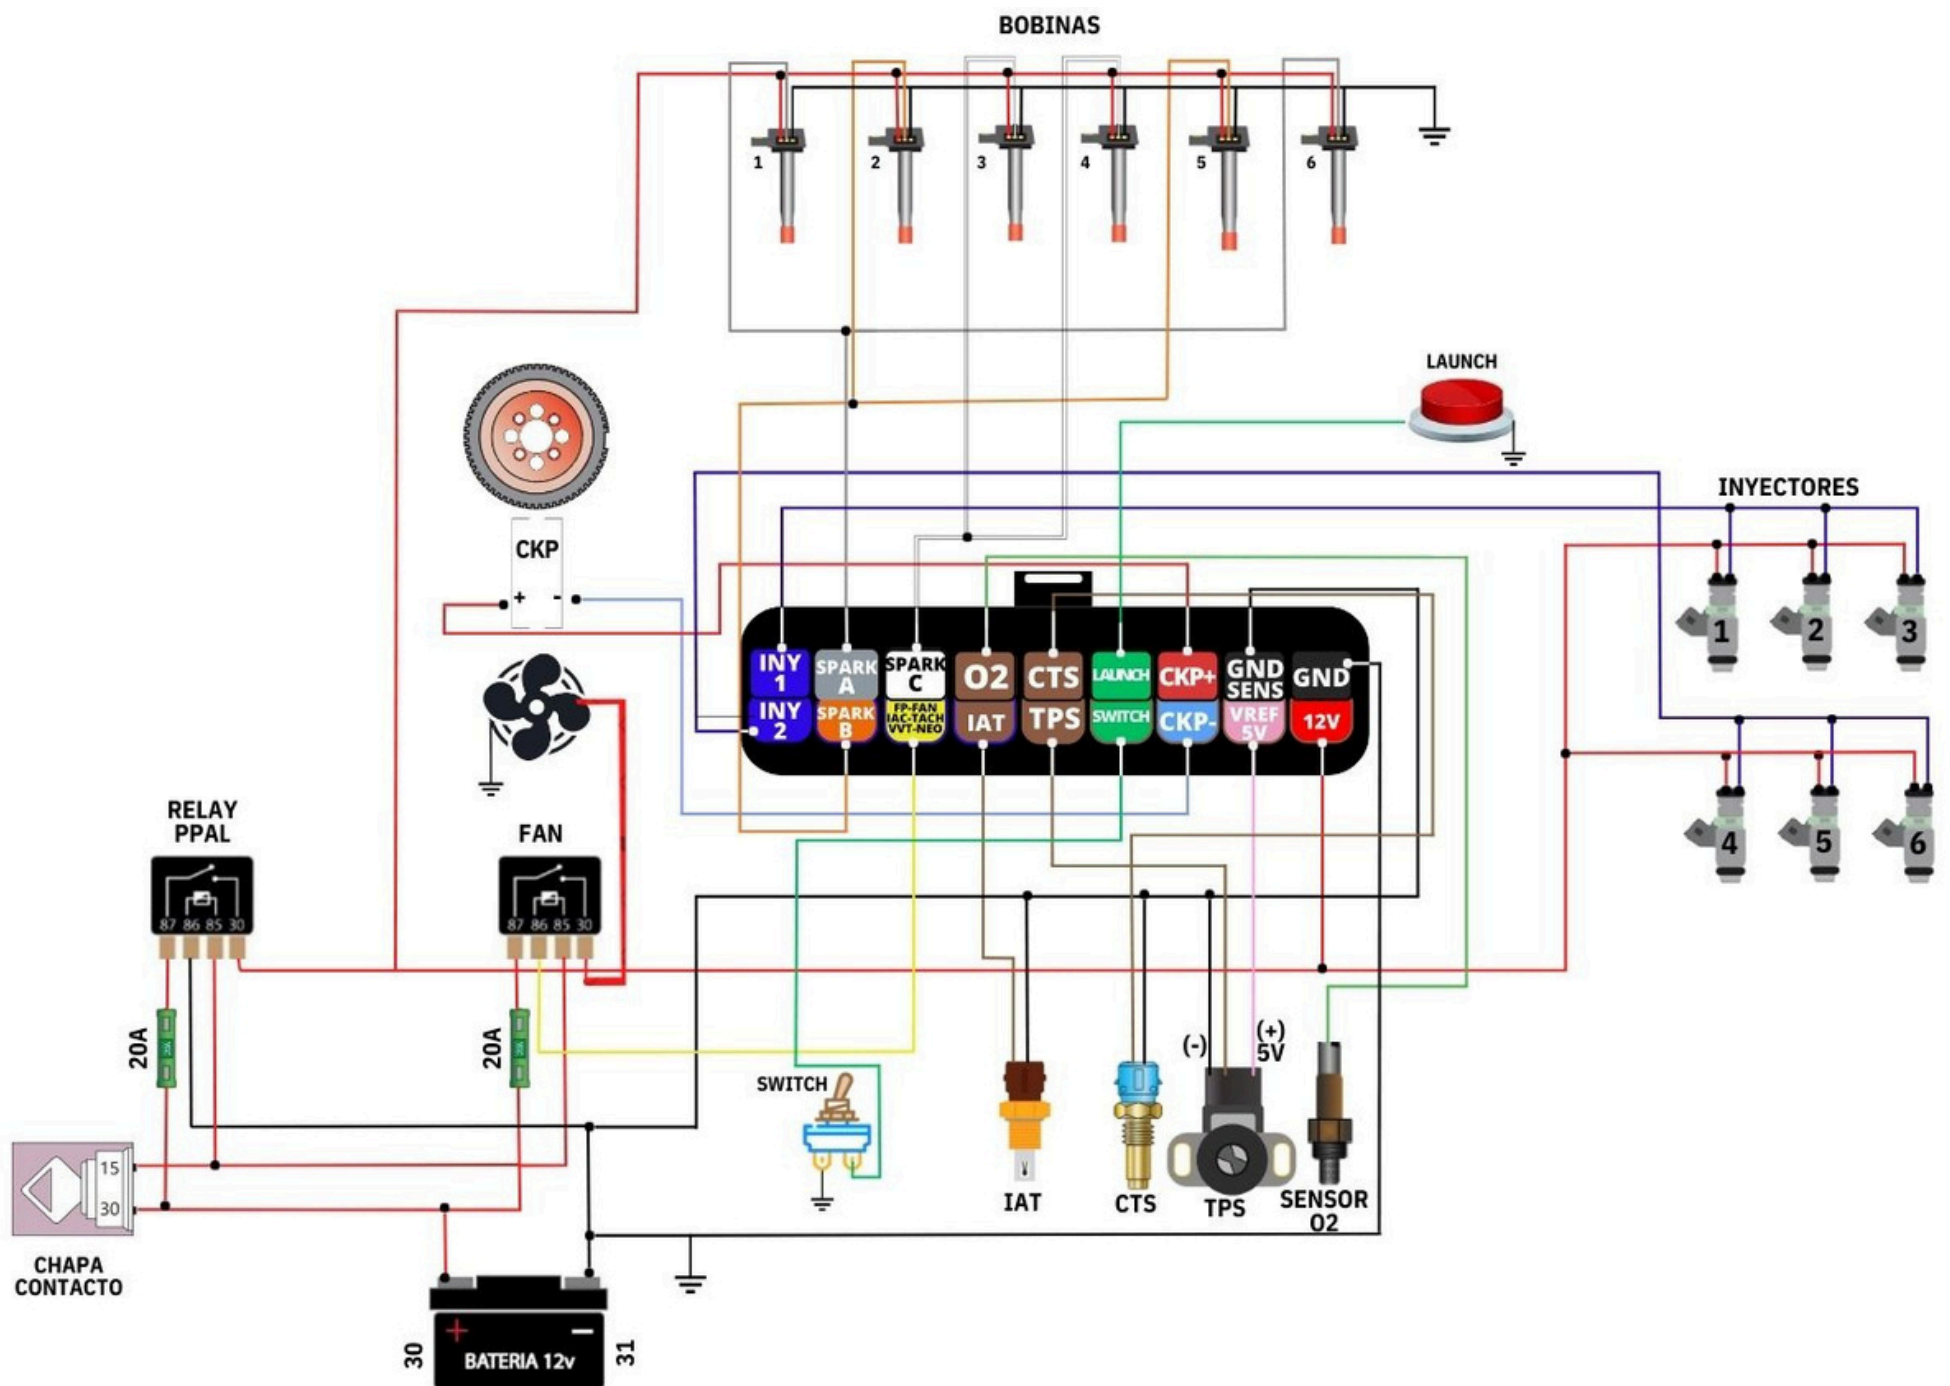 BOBINAS
1
2
3
4
5
6
LAUNCH
INYECTORES
CKP
+ -
1
2
3
4
5
6
INY
1
SPARK
A
SPARK
C
O2
CTS
LAUNCH
CKP+
GND
SENS
GND
INY
2
SPARK
B
FP-FAN
IAC-TACH
VVT-NEO
IAT
TPS
SWITCH
CKP-
VREF
5V
12V
RELAY
PPAL
87 86 85 30
FAN
87 86 85 30
20A
20A
20A
20A
SWITCH
(-)
(+)
5V
IAT
CTS
TPS
SENSOR
O2
15
30
CHAPA
CONTACTO
30
+ -
BATERIA 12v
31